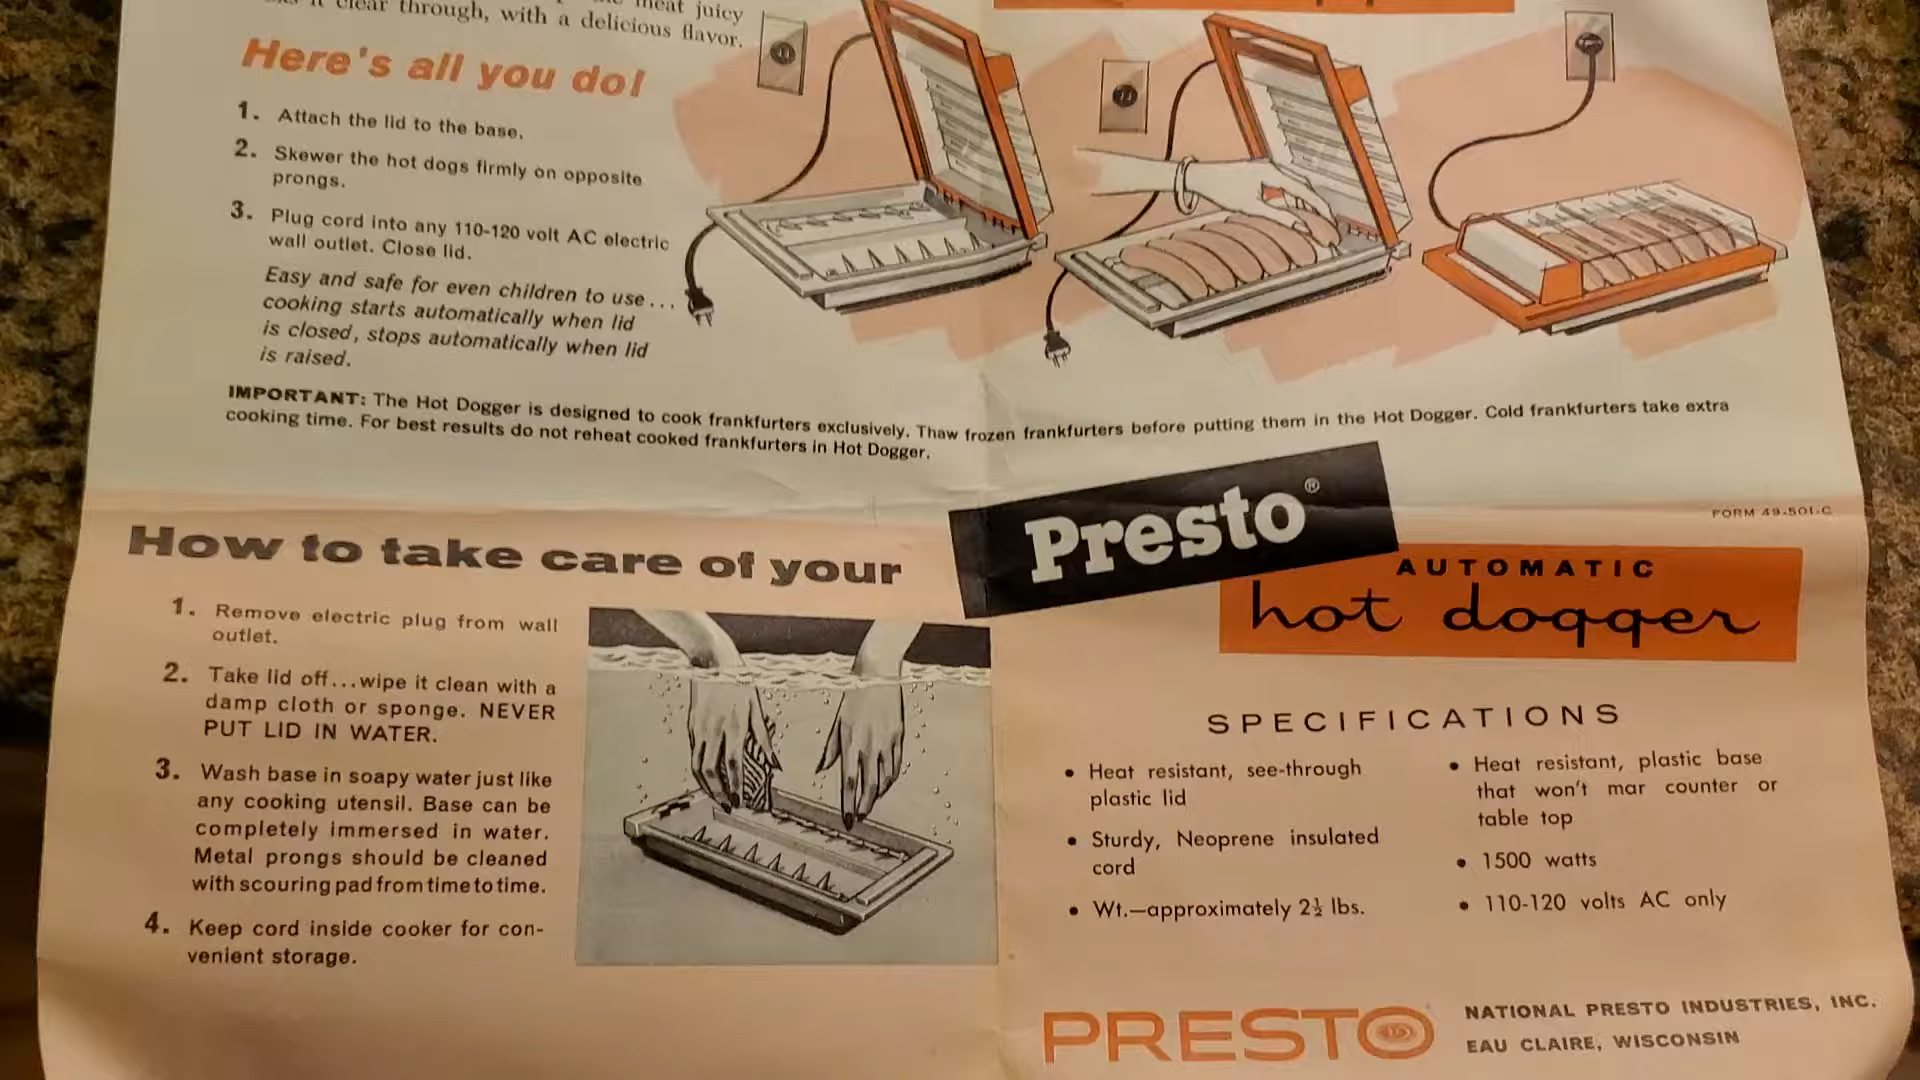 meat juicy
clear through, with a delicious flavor.
Here's all you do!
1. Attach the lid to the base.
2. Skewer the hot dogs firmly on opposite
prongs.
3. Plug cord into any 110-120 volt AC electric
wall outlet. Close lid.
Easy and safe for even children to use...
cooking starts automatically when lid
is closed, stops automatically when lid
is raised.
IMPORTANT: The Hot Dogger is designed to cook frankfurters exclusively. Thaw frozen frankfurters before putting them in the Hot Dogger. Cold frankfurters take extra
cooking time. For best results do not reheat cooked frankfurters in Hot Dogger.
FORM 49-501-C
How to take care of your
Presto®
AUTOMATIC
hot dogger
1. Remove electric plug from wall
outlet.
2. Take lid off...wipe it clean with a
damp cloth or sponge. NEVER
PUT LID IN WATER.
3. Wash base in soapy water just like
any cooking utensil. Base can be
completely immersed in water.
Metal prongs should be cleaned
with scouring pad from time to time.
4. Keep cord inside cooker for con-
venient storage.
SPECIFICATIONS
• Heat resistant, see-through
plastic lid
• Sturdy, Neoprene insulated
cord
• Wt.—approximately 2½ lbs.
• Heat resistant, plastic base
that won't mar counter or
table top
• 1500 watts
• 110-120 volts AC only
PRESTO
NATIONAL PRESTO INDUSTRIES, INC.
EAU CLAIRE, WISCONSIN